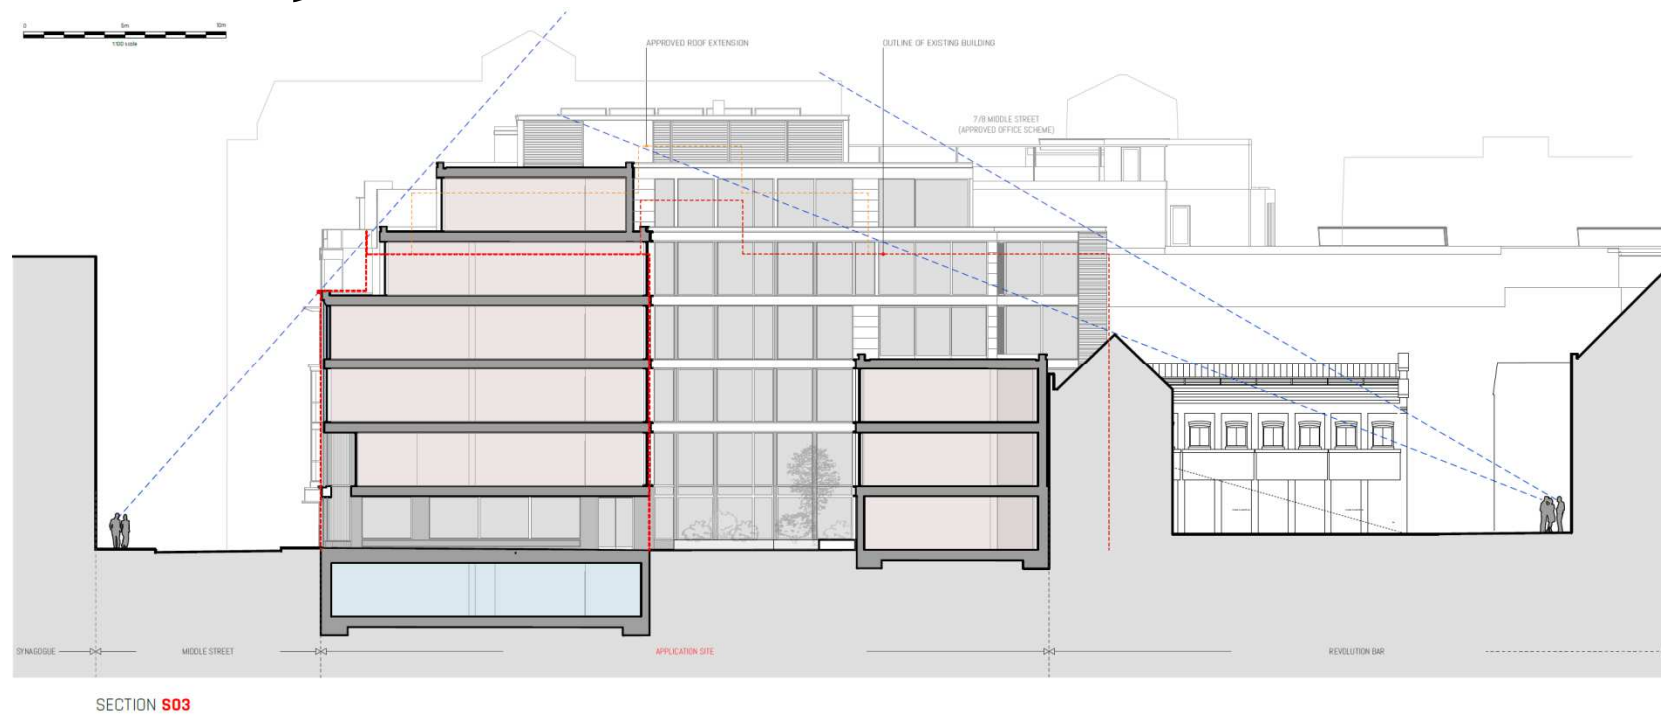 0 5m 10m
1:100 scale
APPROVED ROOF EXTENSION
OUTLINE OF EXISTING BUILDING
7/8 MIDDLE STREET
(APPROVED OFFICE SCHEME)
SYNAGOGUE
MIDDLE STREET
APPLICATION SITE
REVOLUTION BAR
SECTION S03